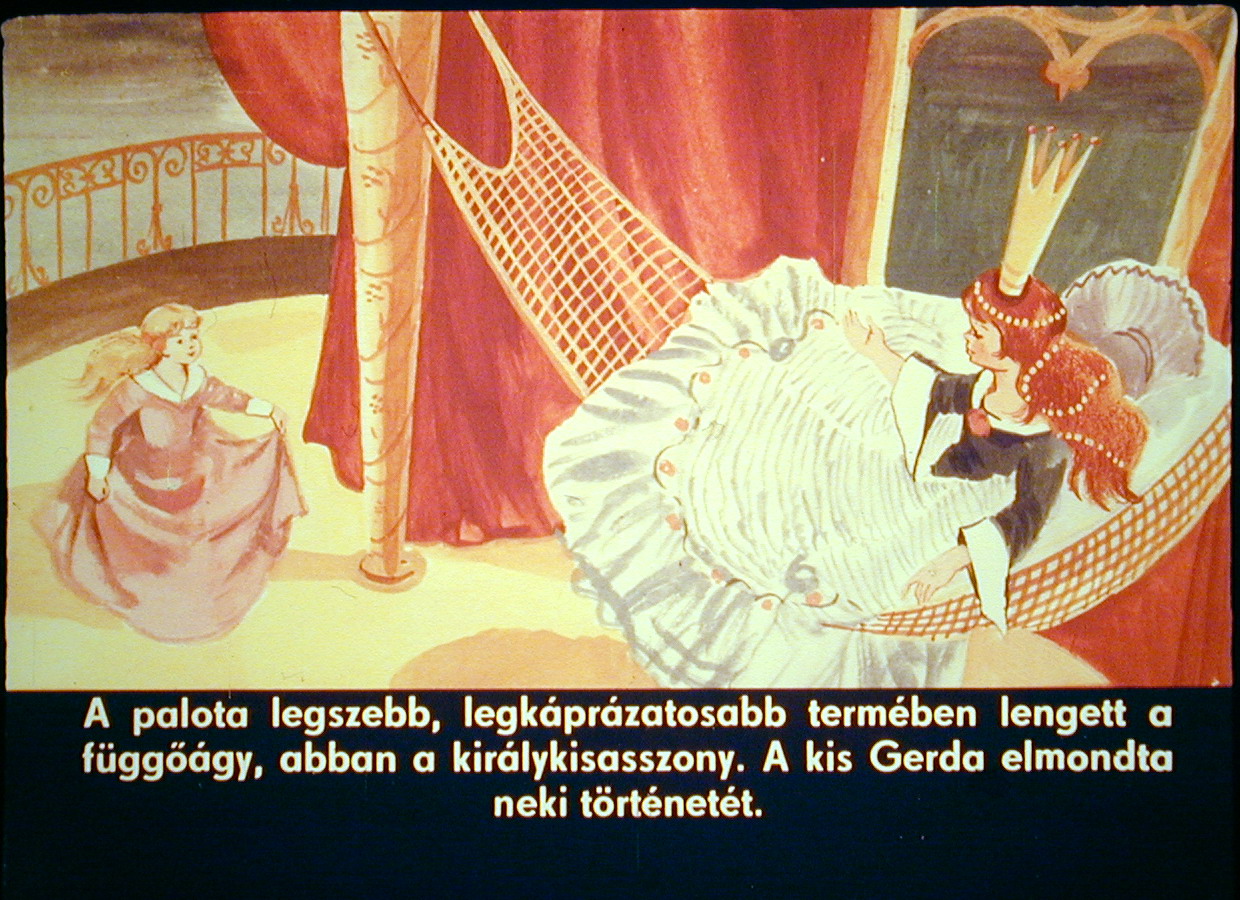 A palota legszebb, legkáprázatosabb termében lengett a
függőágy, abban a királykisasszony. A kis Gerda elmondta
neki történetét.